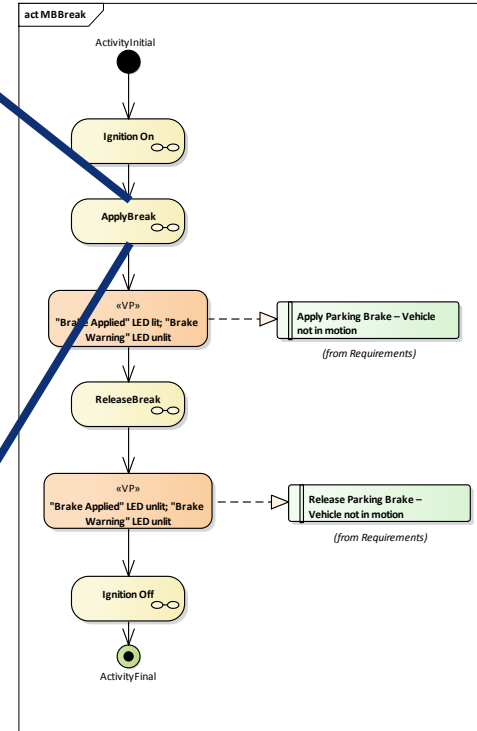 act MBBreak
ActivityInitial
Ignition On
ApplyBreak
«VP»
"Brake Applied" LED lit; "Brake
Warning" LED unlit
Apply Parking Brake – Vehicle
not in motion
(from Requirements)
ReleaseBreak
«VP»
"Brake Applied" LED unlit; "Brake
Warning" LED unlit
Release Parking Brake –
Vehicle not in motion
(from Requirements)
Ignition Off
ActivityFinal